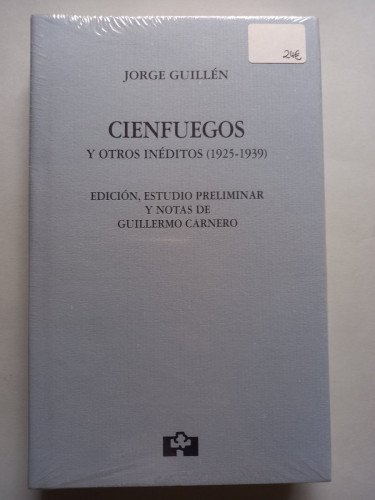 24€
JORGE GUILLÉN
CIENFUEGOS
Y OTROS INÉDITOS (1925-1939)
EDICIÓN, ESTUDIO PRELIMINAR
Y NOTAS DE
GUILLERMO CARNERO